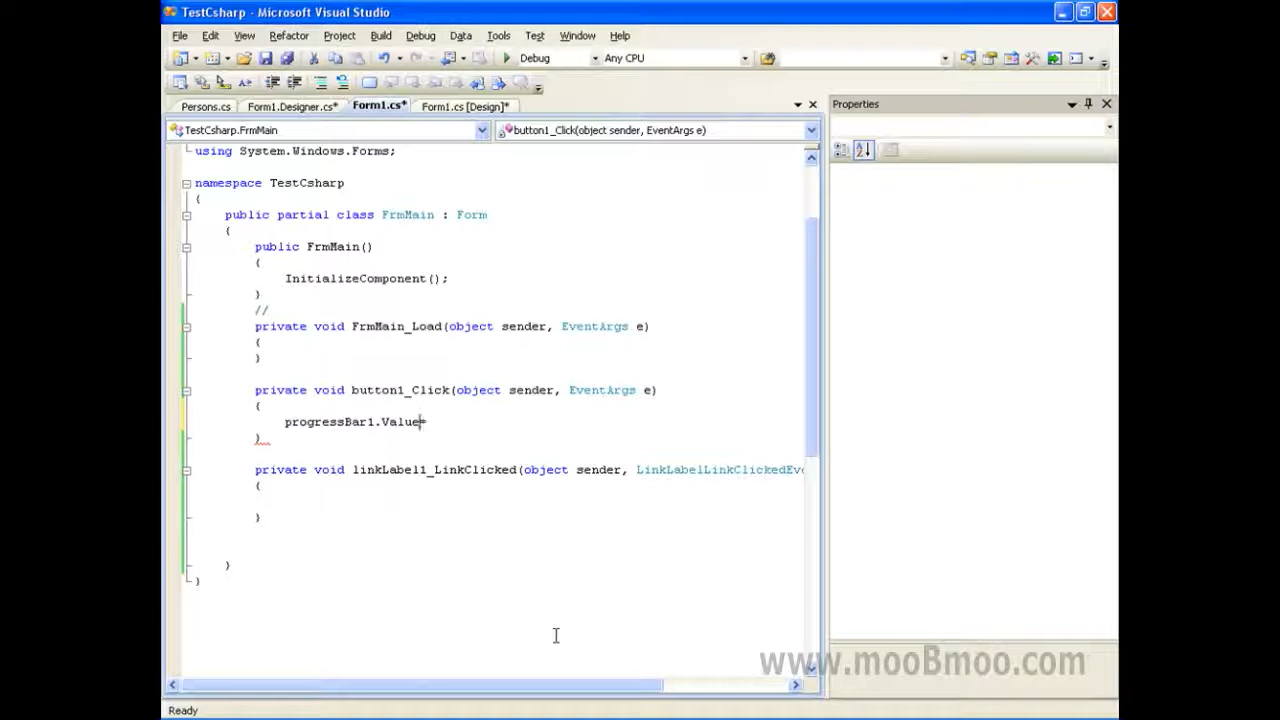 TestCsharp - Microsoft Visual Studio
File Edit View Refactor Project Build Debug Data Tools Test Window Help
Debug Any CPU
Persons.cs Form1.Designer.cs* Form1.cs* Form1.cs [Design]* Properties
TestCsharp.FrmMain button1_Click(object sender, EventArgs e)
using System.Windows.Forms;
namespace TestCsharp
{
public partial class FrmMain : Form
{
public FrmMain()
{
InitializeComponent();
}
//
private void FrmMain_Load(object sender, EventArgs e)
{
}
private void button1_Click(object sender, EventArgs e)
{
progressBar1.Value=
}
private void linkLabel1_LinkClicked(object sender, LinkLabelLinkClickedEve
{
}
}
}
www.mooBmoo.com
Ready